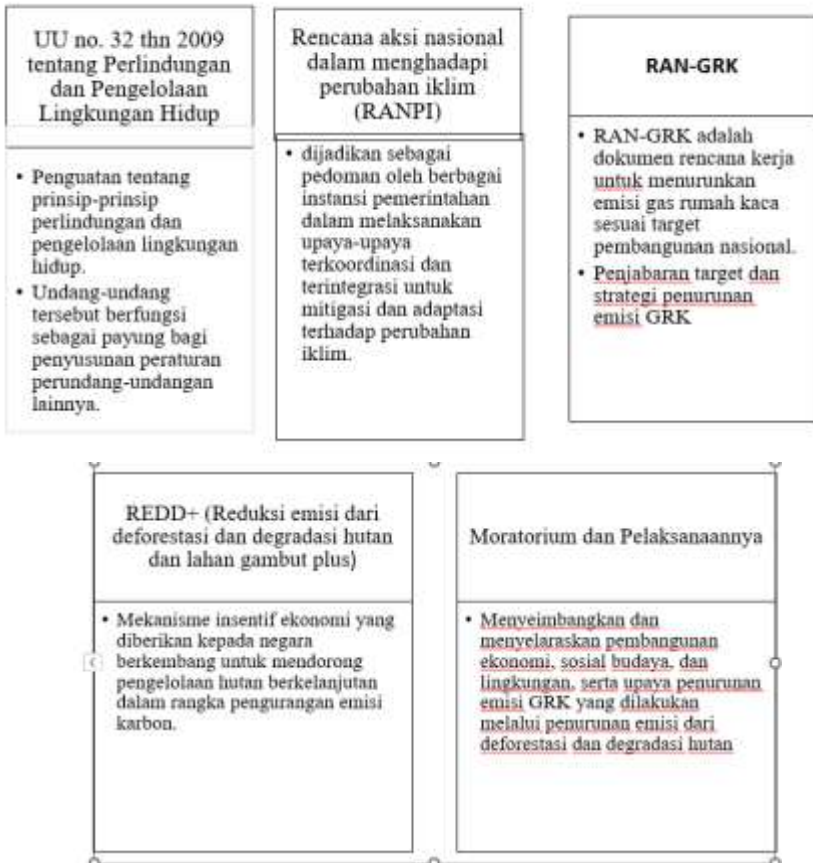 UU no. 32 thn 2009
tentang Perlindungan
dan Pengelolaan
Lingkungan Hidup
• Penguatan tentang
prinsip-prinsip
perlindungan dan
pengelolaan lingkungan
hidup.
• Undang-undang
tersebut berfungsi
sebagai payung bagi
penyusunan peraturan
perundang-undangan
lainnya.
Rencana aksi nasional
dalam menghadapi
perubahan iklim
(RANPI)
• dijadikan sebagai
pedoman oleh berbagai
instansi pemerintahan
dalam melaksanakan
upaya-upaya
terkoordinasi dan
terintegrasi untuk
mitigasi dan adaptasi
terhadap perubahan
iklim.
RAN-GRK
• RAN-GRK adalah
dokumen rencana kerja
untuk menurunkan
emisi gas rumah kaca
sesuai target
pembangunan nasional.
• Penjabaran target dan
strategi penurunan
emisi GRK
REDD+ (Reduksi emisi dari
deforestasi dan degradasi hutan
dan lahan gambut plus)
• Mekanisme insentif ekonomi yang
diberikan kepada negara
berkembang untuk mendorong
pengelolaan hutan berkelanjutan
dalam rangka pengurangan emisi
karbon.
Moratorium dan Pelaksanaannya
• Menyeimbangkan dan
menyelaraskan pembangunan
ekonomi, sosial budaya, dan
lingkungan, serta upaya penurunan
emisi GRK yang dilakukan
melalui penurunan emisi dari
deforestasi dan degradasi hutan